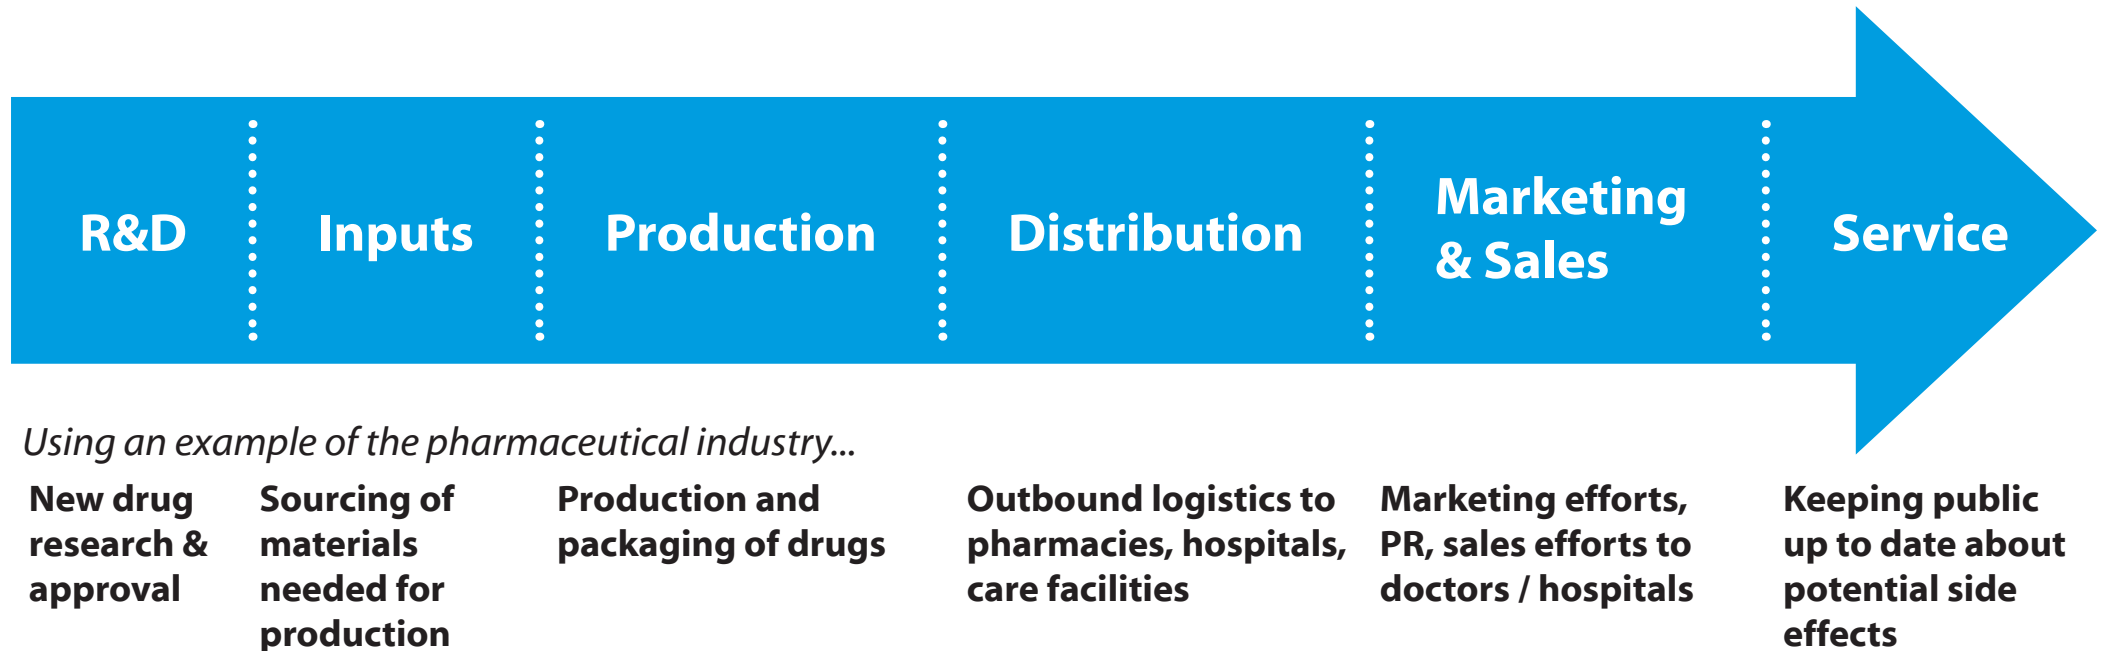 R&D
Inputs
Production
Distribution
Marketing
& Sales
Service
Using an example of the pharmaceutical industry...
New drug
research &
approval
Sourcing of
materials
needed for
production
Production and
packaging of drugs
Outbound logistics to
pharmacies, hospitals,
care facilities
Marketing efforts,
PR, sales efforts to
doctors / hospitals
Keeping public
up to date about
potential side
effects